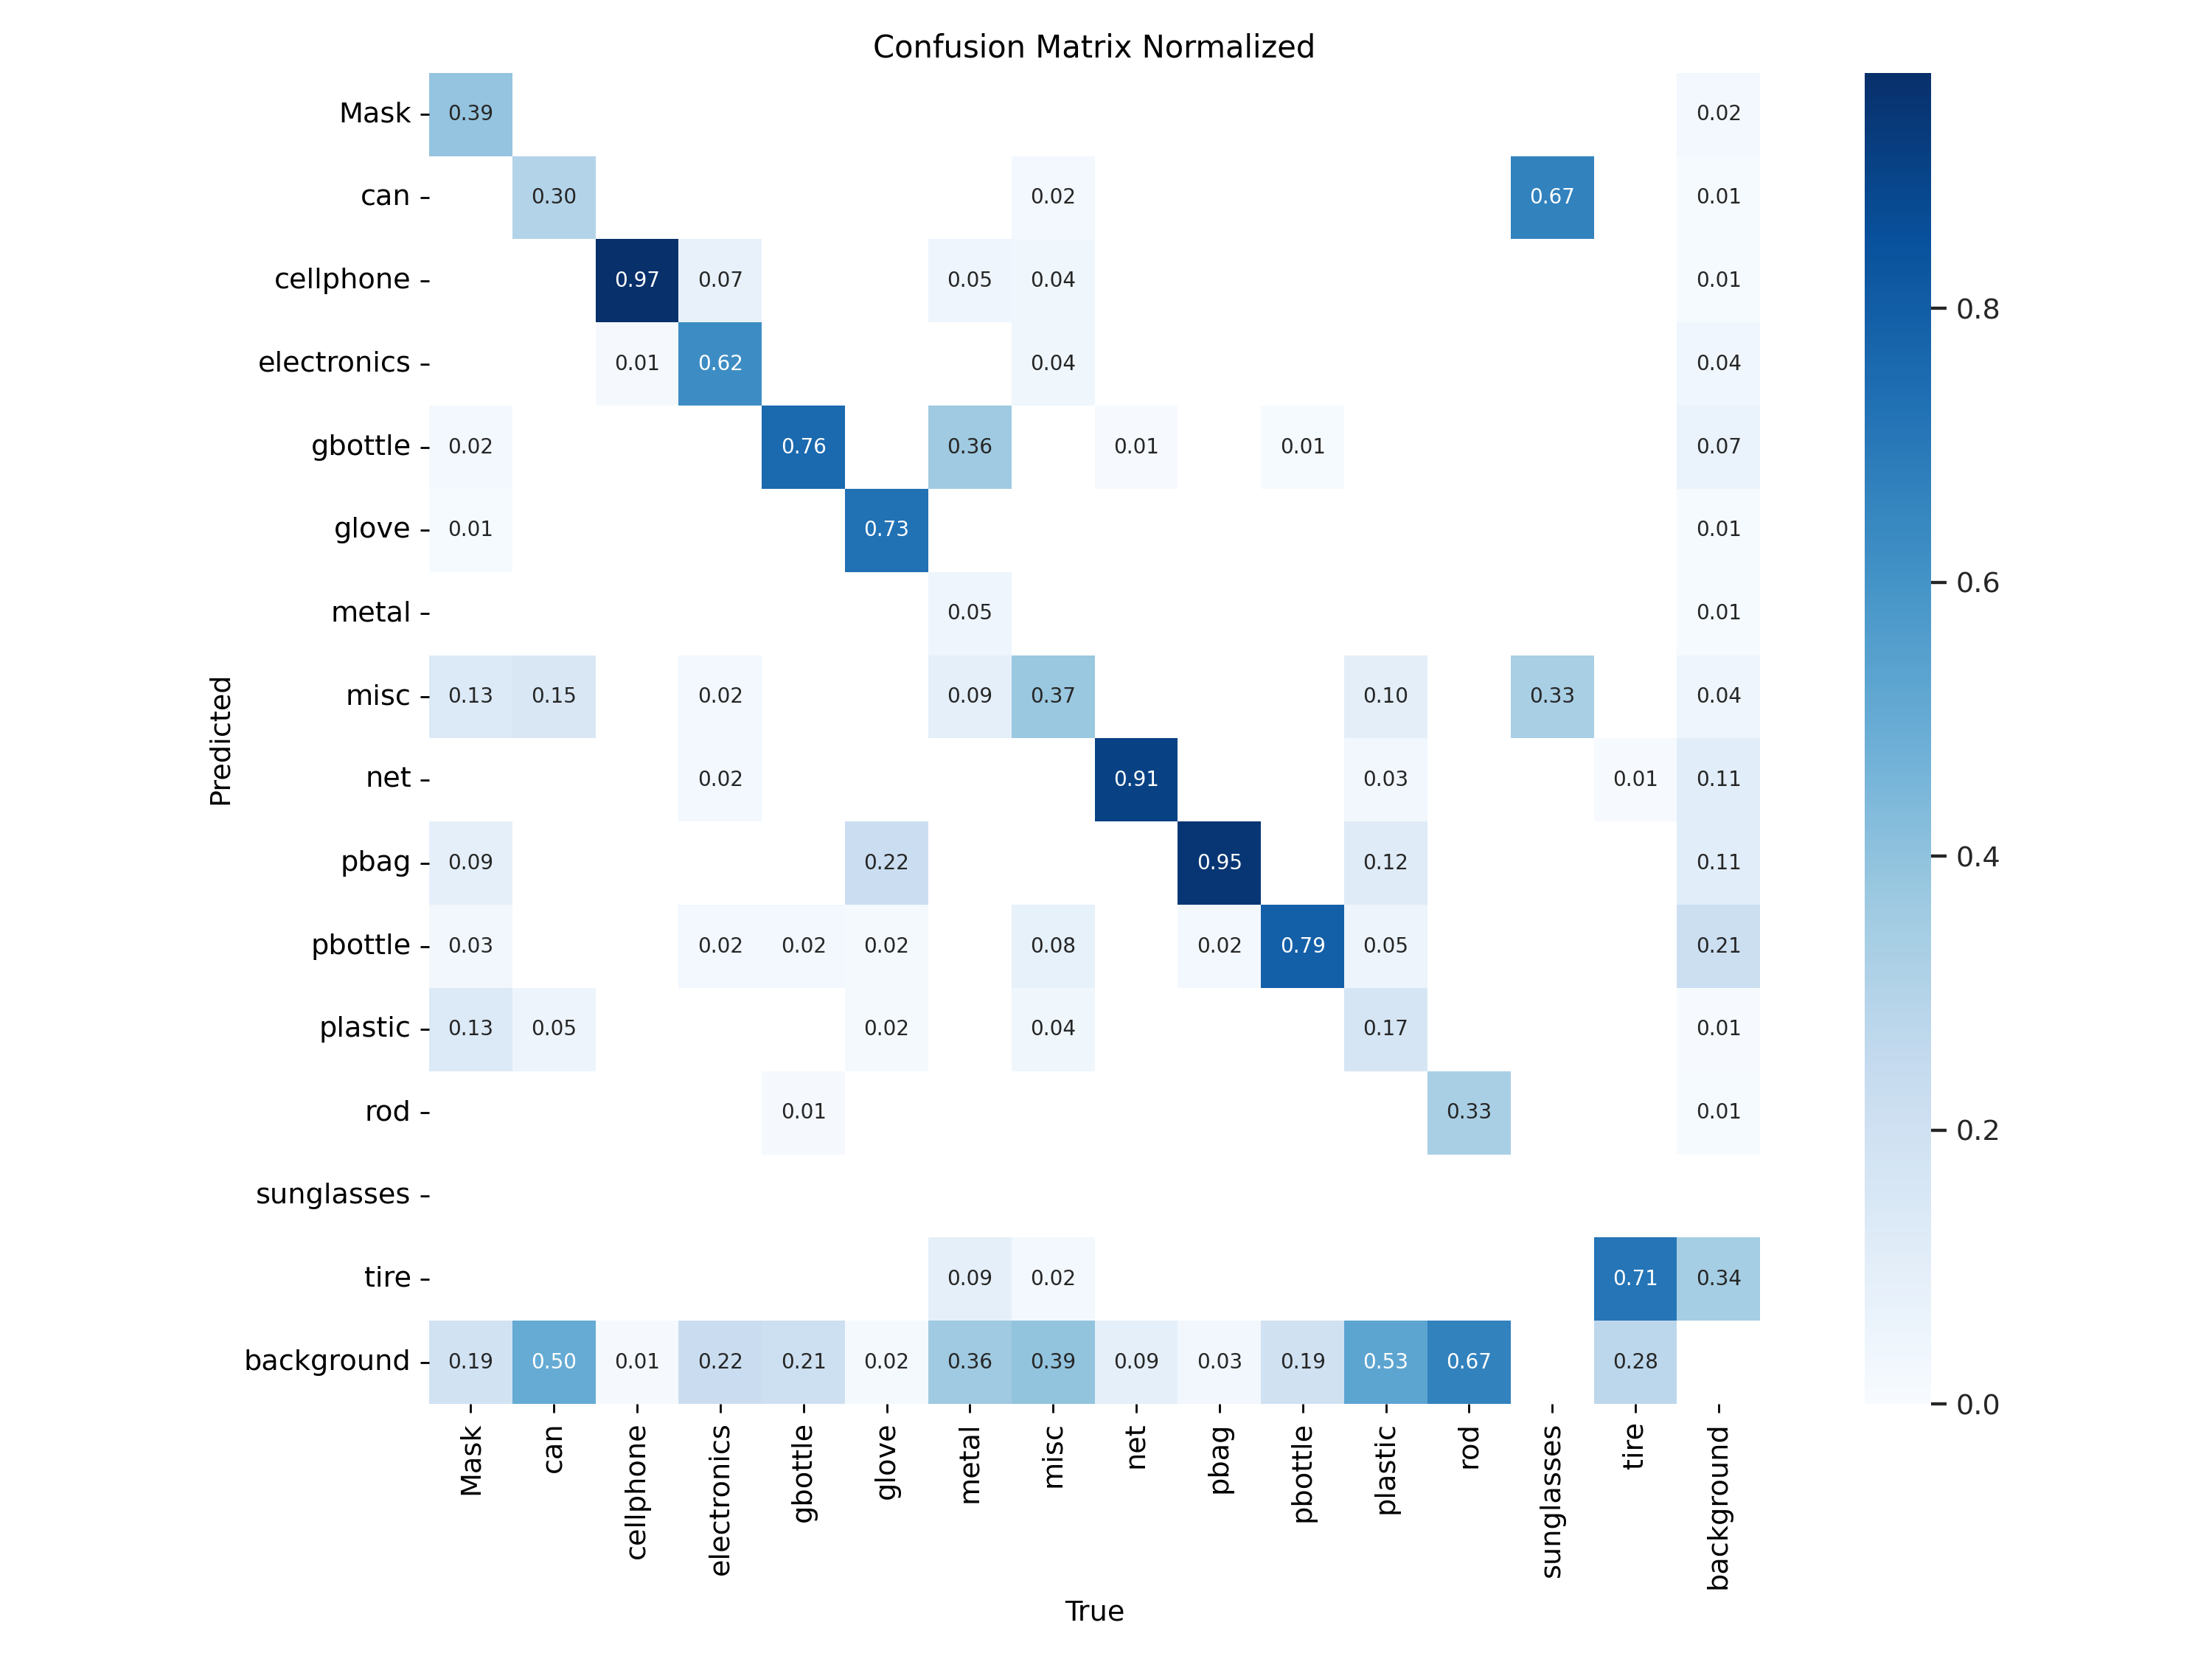 Confusion Matrix Normalized
Mask 0.39 0.02
can 0.30 0.02 0.67 0.01
cellphone 0.97 0.07 0.05 0.04 0.01
0.8
electronics 0.01 0.62 0.04 0.04
gbottle 0.02 0.76 0.36 0.01 0.01 0.07
glove 0.01 0.73 0.01
0.6
metal 0.05 0.01
misc 0.13 0.15 0.02 0.09 0.37 0.10 0.33 0.04
Predicted
net 0.02 0.91 0.03 0.01 0.11
pbag 0.09 0.22 0.95 0.12 0.11
0.4
pbottle 0.03 0.02 0.02 0.02 0.08 0.02 0.79 0.05 0.21
plastic 0.13 0.05 0.02 0.04 0.17 0.01
rod 0.01 0.33 0.01
0.2
sunglasses
tire 0.09 0.02 0.71 0.34
background 0.19 0.50 0.01 0.22 0.21 0.02 0.36 0.39 0.09 0.03 0.19 0.53 0.67 0.28
0.0
Mask can cellphone electronics gbottle glove metal misc net pbag pbottle plastic rod sunglasses tire background
True